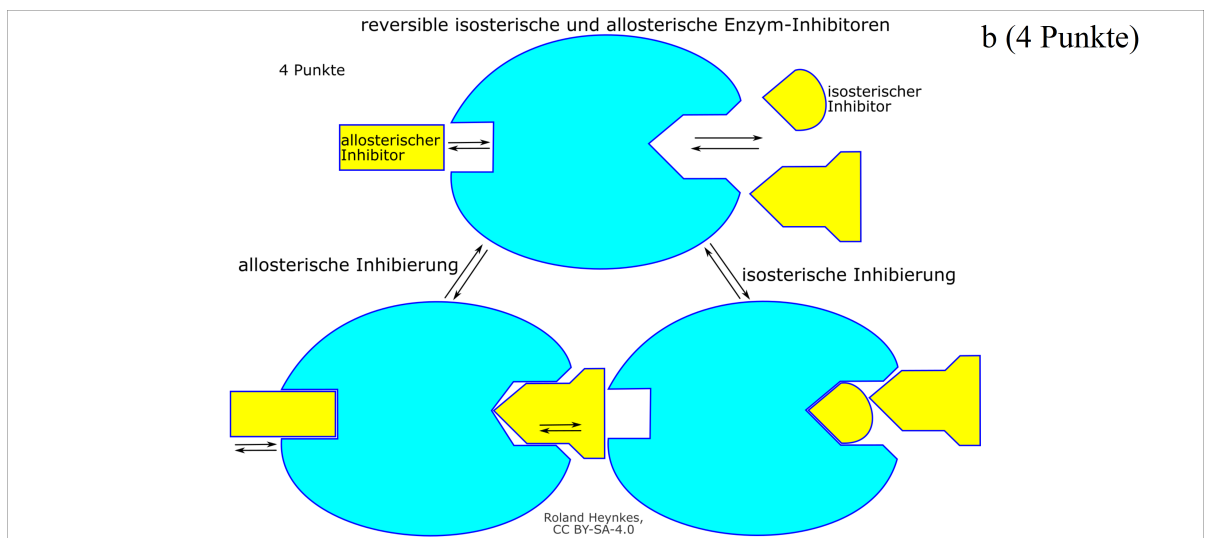 reversible isosterische und allosterische Enzym-Inhibitoren
b (4 Punkte)
4 Punkte
isosterischer
Inhibitor
allosterischer
Inhibitor
allosterische Inhibierung
isosterische Inhibierung
Roland Heynkes,
CC BY-SA-4.0